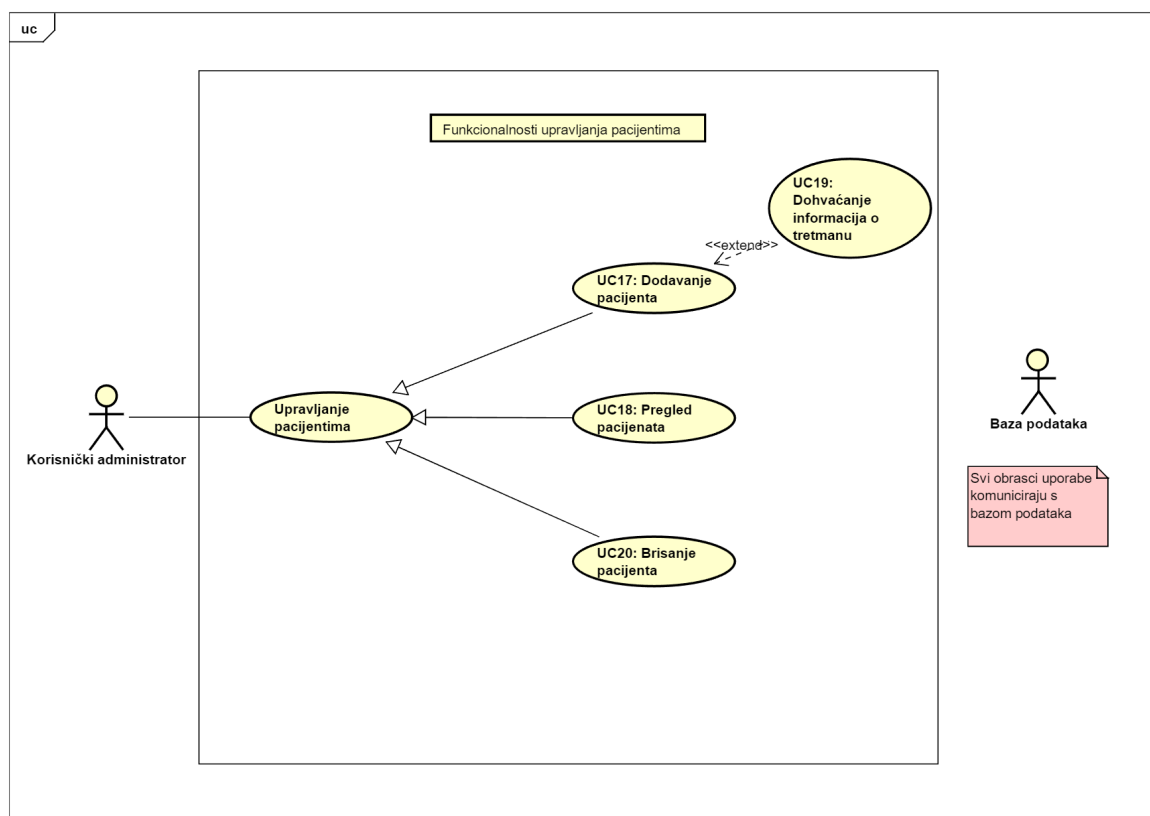 uc
Funkcionalnosti upravljanja pacijentima
UC19:
Dohvaćanje
informacija o
tretmanu
<<extend>>
UC17: Dodavanje
pacijenta
Upravljanje
pacijentima
UC18: Pregled
pacijenata
Korisnički administrator
Baza podataka
Svi obrasci uporabe
komuniciraju s
bazom podataka
UC20: Brisanje
pacijenta